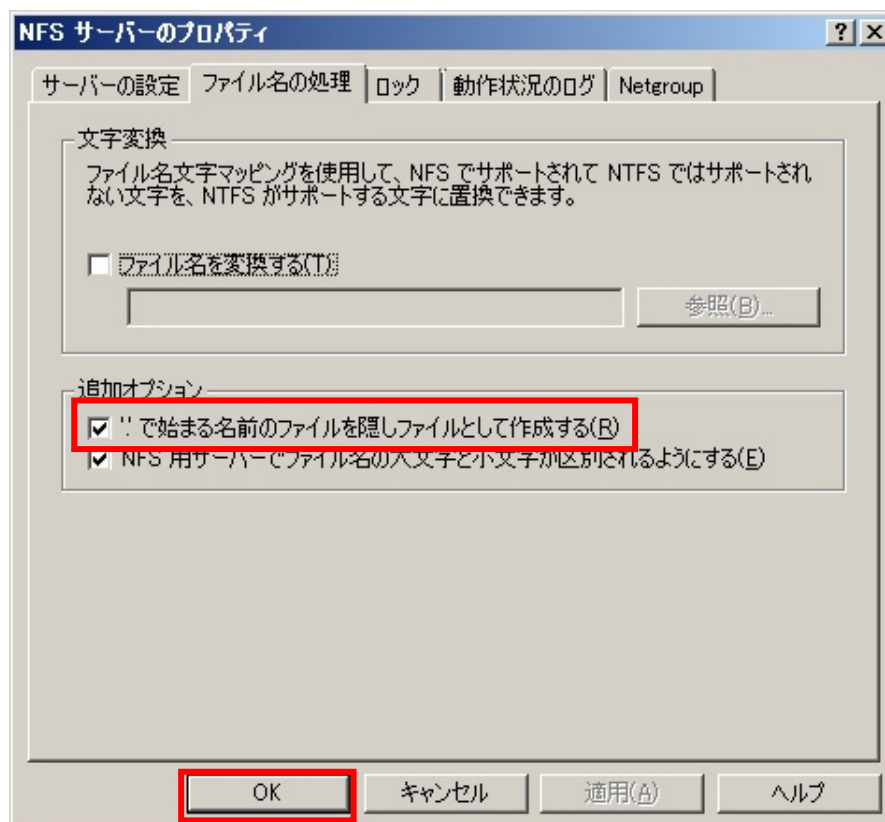 NFS サーバーのプロパティ
サーバーの設定 ファイル名の処理 ロック 動作状況のログ Netgroup
文字変換
ファイル名文字マッピングを使用して、NFS でサポートされて NTFS ではサポートされ
ない文字を、NTFS がサポートする文字に置換できます。
ファイル名を変換する(T):
参照(B)...
追加オプション
'.' で始まる名前のファイルを隠しファイルとして作成する(R)
NFS 用サーバーでファイル名の大文字と小文字が区別されるようにする(E)
OK キャンセル 適用(A) ヘルプ